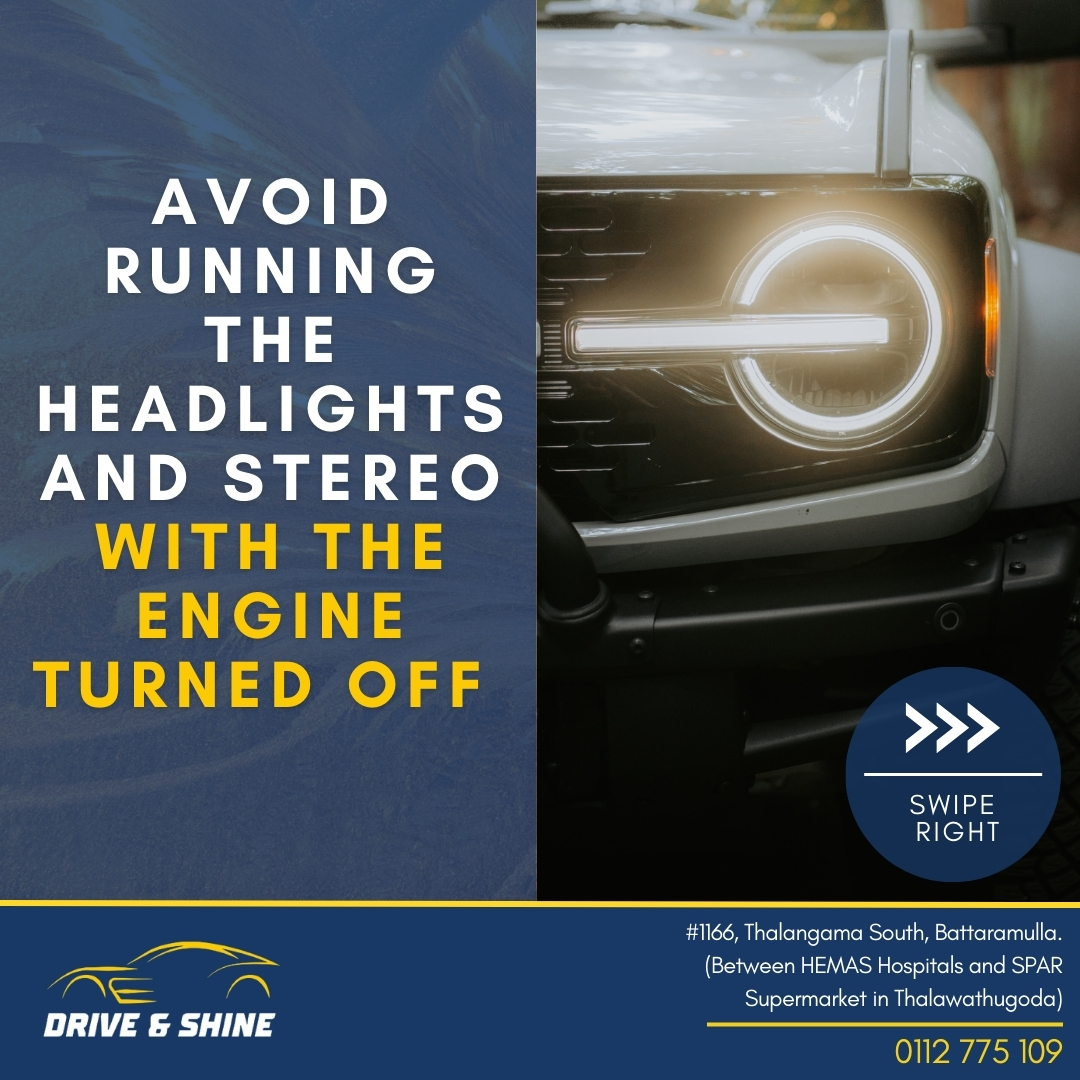 AVOID
RUNNING
THE
HEADLIGHTS
AND STEREO
WITH THE
ENGINE
TURNED OFF
SWIPE
RIGHT
DRIVE & SHINE
#1166, Thalangama South, Battaramulla.
(Between HEMAS Hospitals and SPAR
Supermarket in Thalawathugoda)
0112 775 109